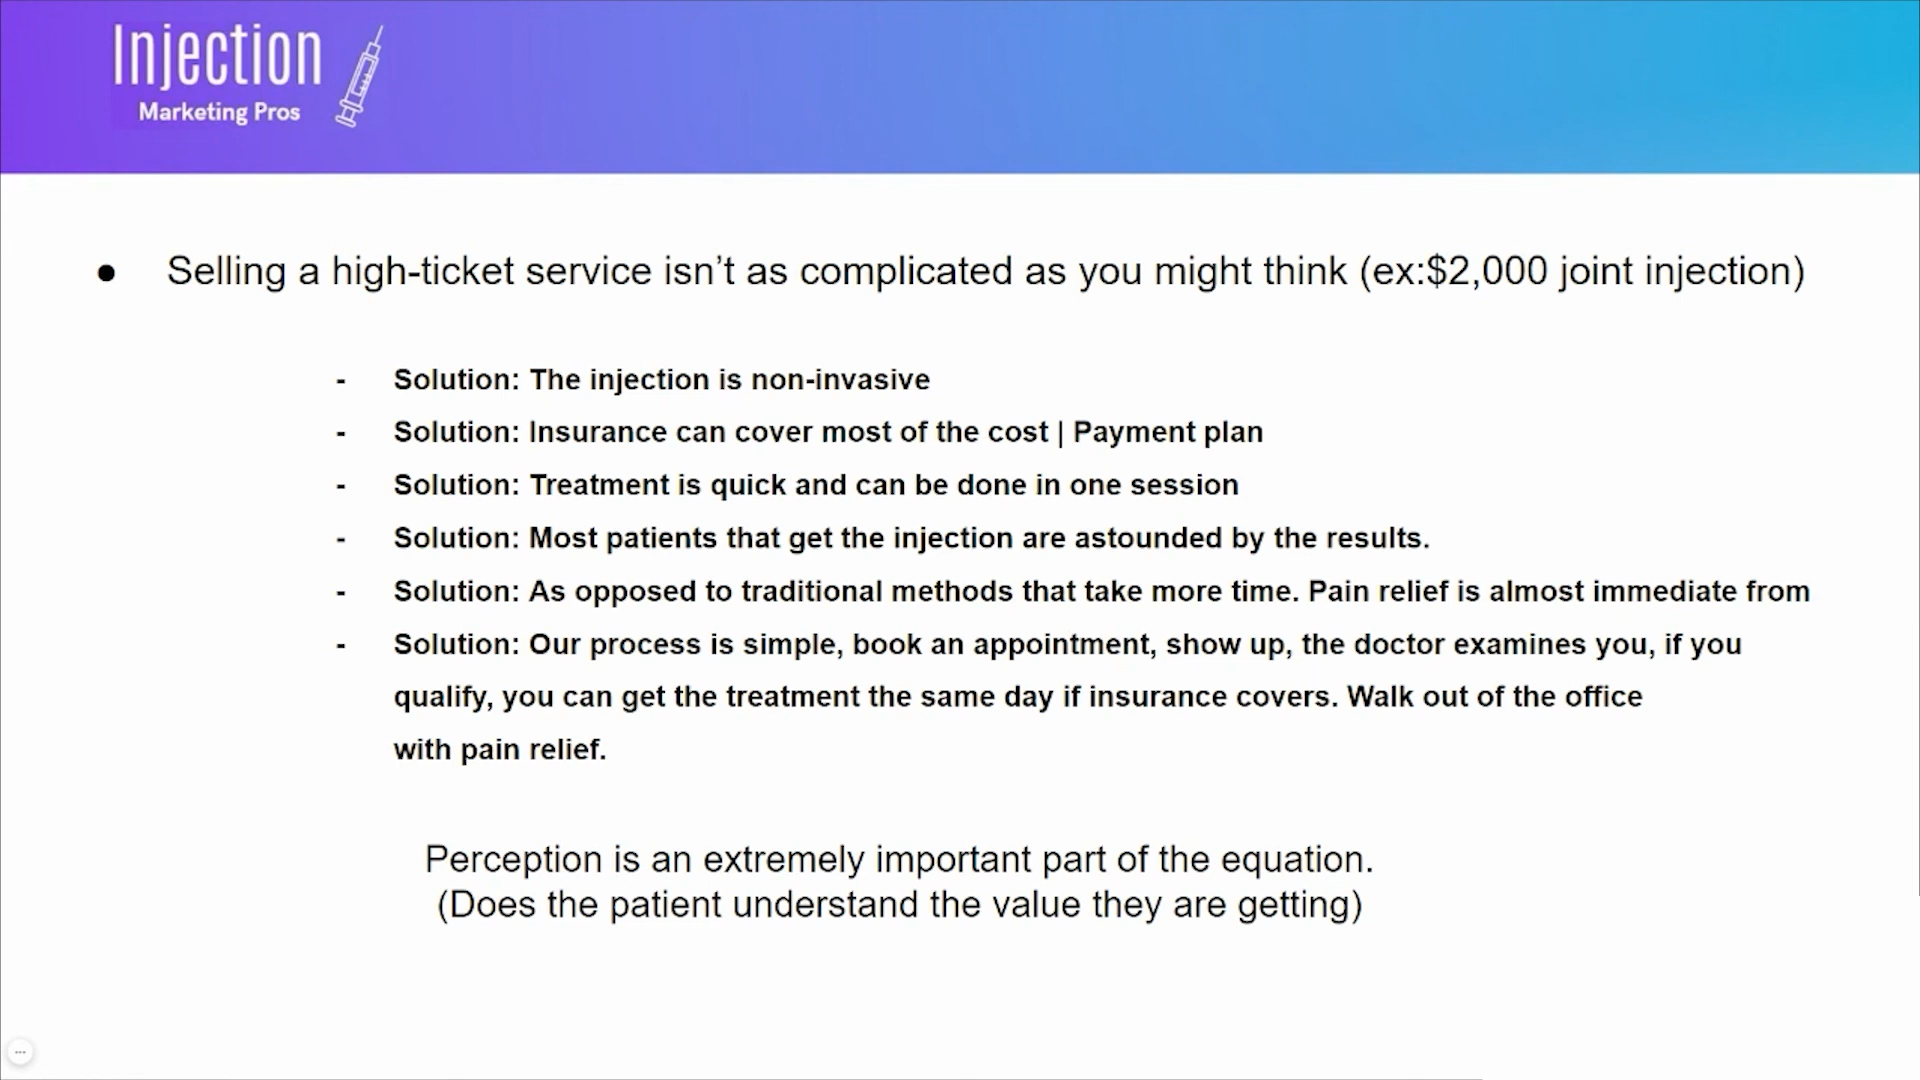 Injection
Marketing Pros
● Selling a high-ticket service isn’t as complicated as you might think (ex:$2,000 joint injection)
- Solution: The injection is non-invasive
- Solution: Insurance can cover most of the cost | Payment plan
- Solution: Treatment is quick and can be done in one session
- Solution: Most patients that get the injection are astounded by the results.
- Solution: As opposed to traditional methods that take more time. Pain relief is almost immediate from
- Solution: Our process is simple, book an appointment, show up, the doctor examines you, if you
qualify, you can get the treatment the same day if insurance covers. Walk out of the office
with pain relief.
Perception is an extremely important part of the equation.
(Does the patient understand the value they are getting)